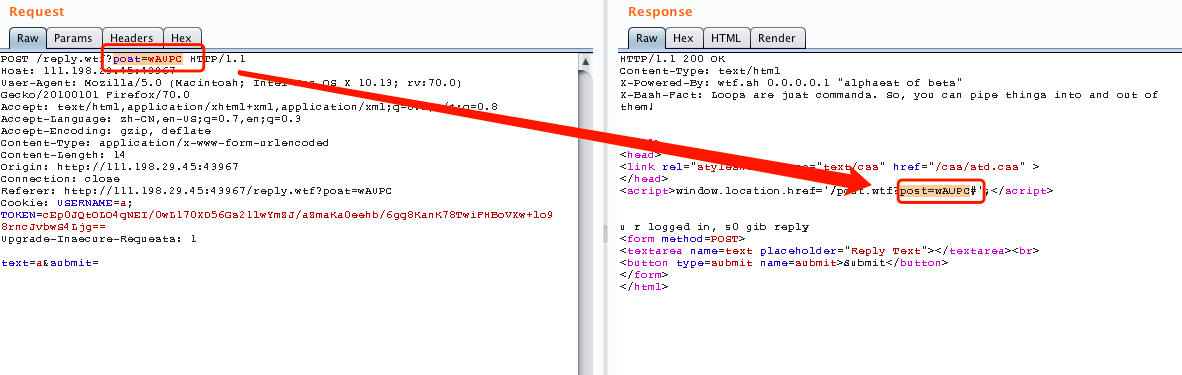 Request
Raw Params Headers Hex
POST /reply.wtf?post=wAUPC HTTP/1.1
Host: 111.198.29.45:43967
User-Agent: Mozilla/5.0 (Macintosh; Intel Mac OS X 10.13; rv:70.0)
Gecko/20100101 Firefox/70.0
Accept: text/html,application/xhtml+xml,application/xml;q=0.9,*/*;q=0.8
Accept-Language: zh-CN,en-US;q=0.7,en;q=0.3
Accept-Encoding: gzip, deflate
Content-Type: application/x-www-form-urlencoded
Content-Length: 14
Origin: http://111.198.29.45:43967
Connection: close
Referer: http://111.198.29.45:43967/reply.wtf?post=wAUPC
Cookie: USERNAME=a;
Upgrade-Insecure-Requests: 1
text=a&submit=
Response
Raw Hex HTML Render
HTTP/1.1 200 OK
Content-Type: text/html
X-Powered-By: wtf.sh 0.0.0.0.1 "alphaest of beta"
X-Bash-Fact: Loops are just commands. So, you can pipe things into and out of
them!
<head>
<link rel="stylesheet" type="text/css" href="/css/std.css" >
</head>
<script>window.location.href='/post.wtf?post=wAUPC#';</script>
u r logged in, s0 gib reply
<form method=POST>
<textarea name=text placeholder="Reply Text"></textarea><br>
<button type=submit name=submit>Submit</button>
</form>
</html>